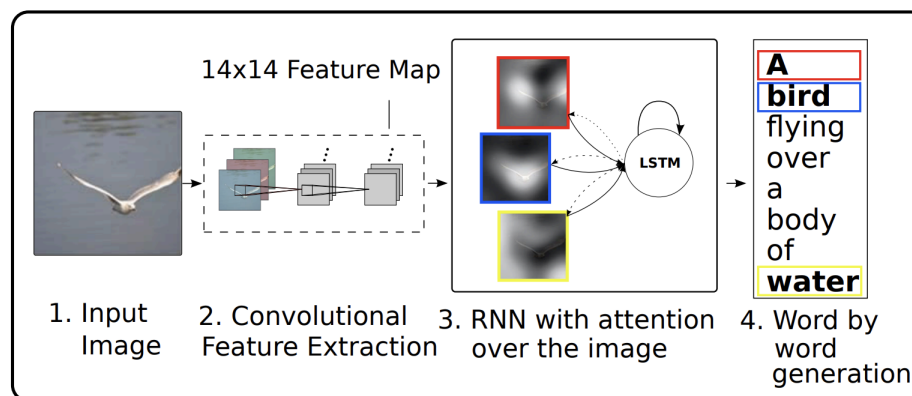 14x14 Feature Map
LSTM
A
bird
flying
over
a
body
of
water
1. Input
Image
2. Convolutional
Feature Extraction
3. RNN with attention
over the image
4. Word by
word
generation